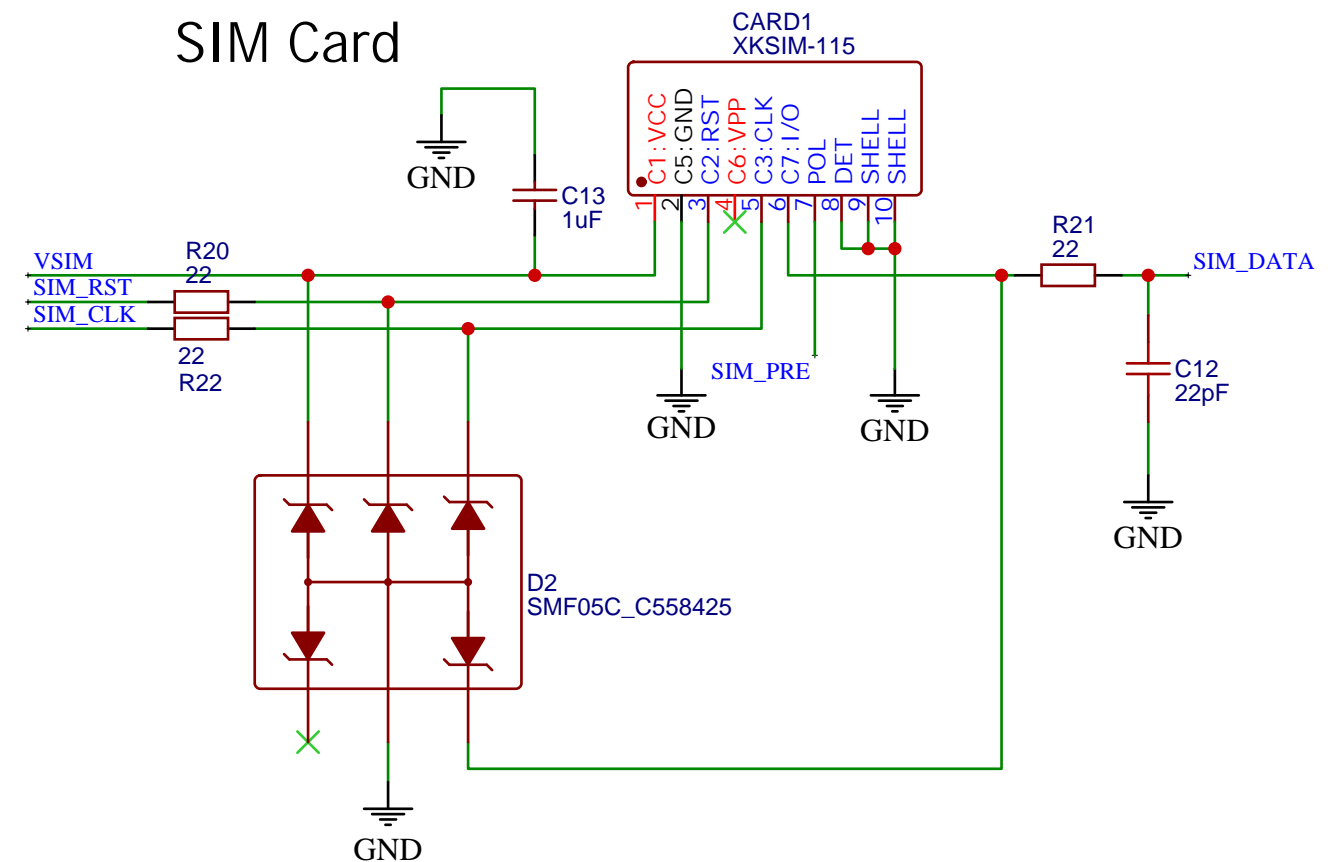 SIM Card
CARD1
XKSIM-115
C1:VCC
C5:GND
C2:RST
C6:VPP
C3:CLK
C7:I/O
POL
DET
SHELL
SHELL
1
2
3
4
5
6
7
8
9
10
GND
C13
1uF
VSIM
R20
22
SIM_RST
SIM_CLK
22
R22
R21
22
SIM_DATA
SIM_PRE
C12
22pF
GND
GND
GND
D2
SMF05C_C558425
GND